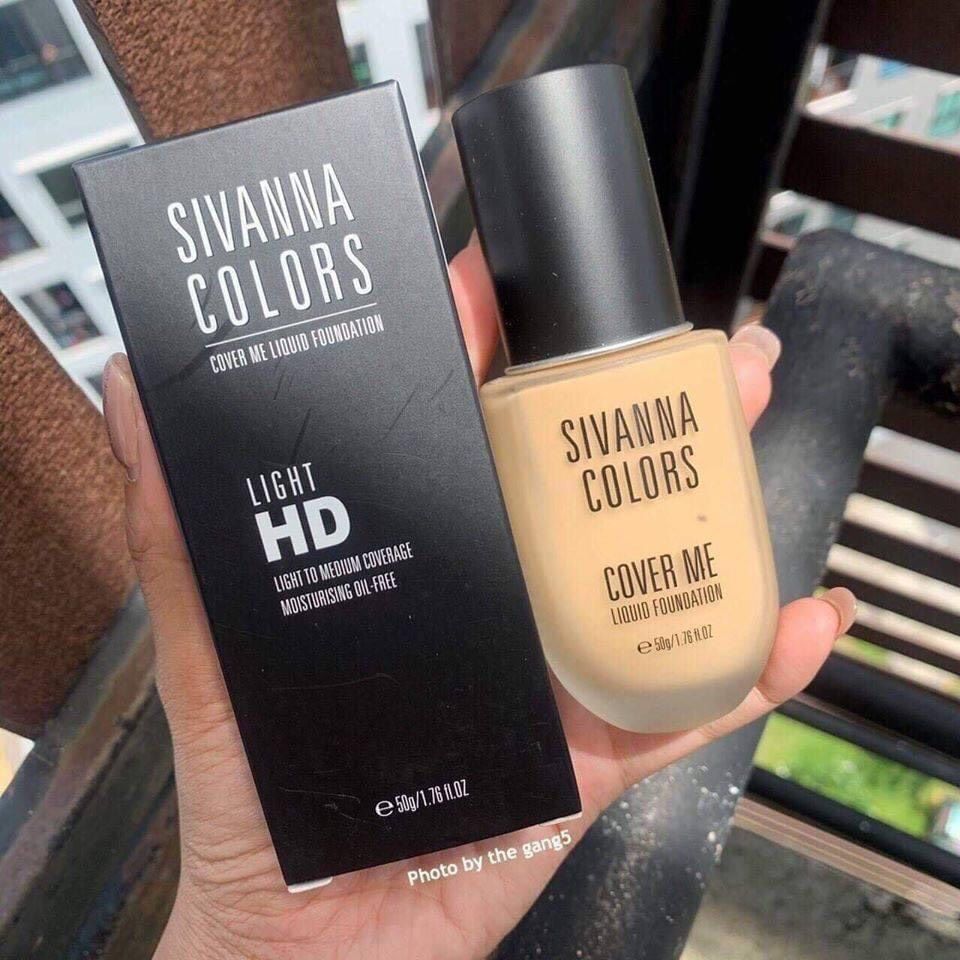 SIVANNA
COLORS
COVER ME LIQUID FOUNDATION
LIGHT
HD
LIGHT TO MEDIUM COVERAGE
MOISTURISING OIL-FREE
℮ 50g/1.76 fl.OZ
SIVANNA
COLORS
COVER ME
LIQUID FOUNDATION
℮ 50g/1.76 fl.OZ
Photo by the gang5